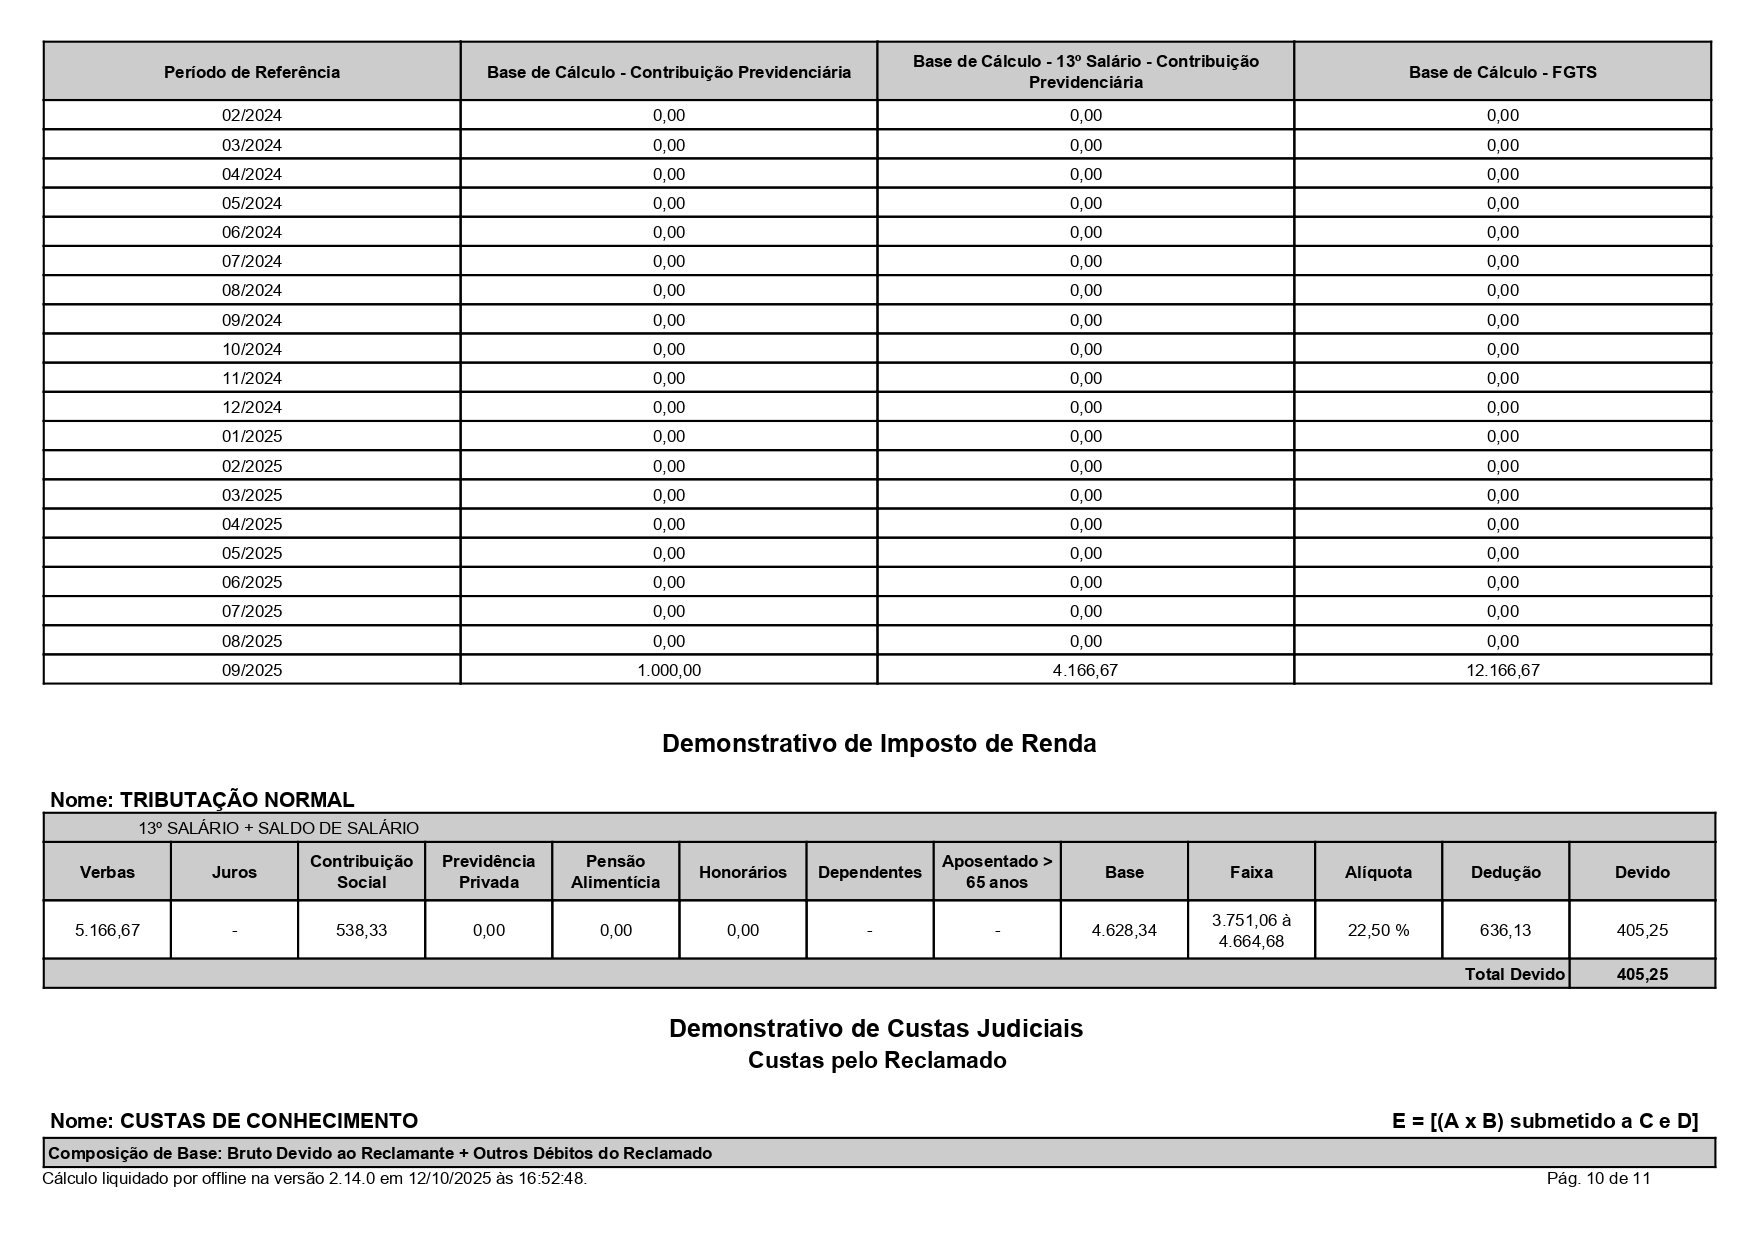 Período de Referência Base de Cálculo - Contribuição Previdenciária Base de Cálculo - 13º Salário - Contribuição Previdenciária Base de Cálculo - FGTS
02/2024 0,00 0,00 0,00
03/2024 0,00 0,00 0,00
04/2024 0,00 0,00 0,00
05/2024 0,00 0,00 0,00
06/2024 0,00 0,00 0,00
07/2024 0,00 0,00 0,00
08/2024 0,00 0,00 0,00
09/2024 0,00 0,00 0,00
10/2024 0,00 0,00 0,00
11/2024 0,00 0,00 0,00
12/2024 0,00 0,00 0,00
01/2025 0,00 0,00 0,00
02/2025 0,00 0,00 0,00
03/2025 0,00 0,00 0,00
04/2025 0,00 0,00 0,00
05/2025 0,00 0,00 0,00
06/2025 0,00 0,00 0,00
07/2025 0,00 0,00 0,00
08/2025 0,00 0,00 0,00
09/2025 1.000,00 4.166,67 12.166,67
Demonstrativo de Imposto de Renda
Nome: TRIBUTAÇÃO NORMAL
13º SALÁRIO + SALDO DE SALÁRIO
Verbas Juros Contribuição Social Previdência Privada Pensão Alimentícia Honorários Dependentes Aposentado > 65 anos Base Faixa Alíquota Dedução Devido
5.166,67 - 538,33 0,00 0,00 0,00 - - 4.628,34 3.751,06 à 4.664,68 22,50 % 636,13 405,25
Total Devido 405,25
Demonstrativo de Custas Judiciais
Custas pelo Reclamado
Nome: CUSTAS DE CONHECIMENTO E = [(A x B) submetido a C e D]
Composição de Base: Bruto Devido ao Reclamante + Outros Débitos do Reclamado
Cálculo liquidado por offline na versão 2.14.0 em 12/10/2025 às 16:52:48. Pág. 10 de 11